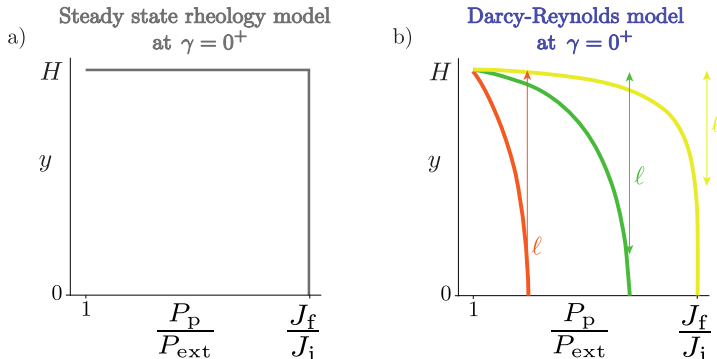 Steady state rheology model
at γ = 0⁺
a)
H
y
0
1
P_p / P_ext
J_f / J_i
Darcy-Reynolds model
at γ = 0⁺
b)
H
y
0
ℓ
ℓ
ℓ
1
P_p / P_ext
J_f / J_i